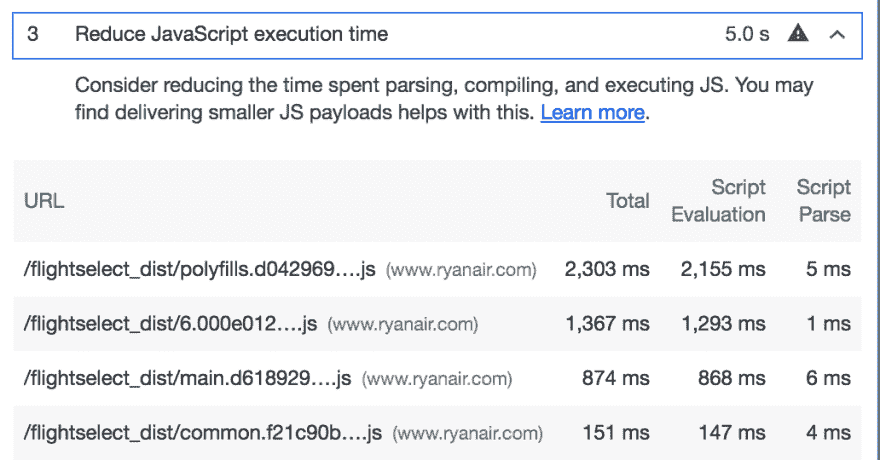 3 Reduce JavaScript execution time 5.0 s
Consider reducing the time spent parsing, compiling, and executing JS. You may
find delivering smaller JS payloads helps with this. Learn more.
URL Total Script Evaluation Script Parse
/flightselect_dist/polyfills.d042969….js (www.ryanair.com) 2,303 ms 2,155 ms 5 ms
/flightselect_dist/6.000e012….js (www.ryanair.com) 1,367 ms 1,293 ms 1 ms
/flightselect_dist/main.d618929….js (www.ryanair.com) 874 ms 868 ms 6 ms
/flightselect_dist/common.f21c90b….js (www.ryanair.com) 151 ms 147 ms 4 ms